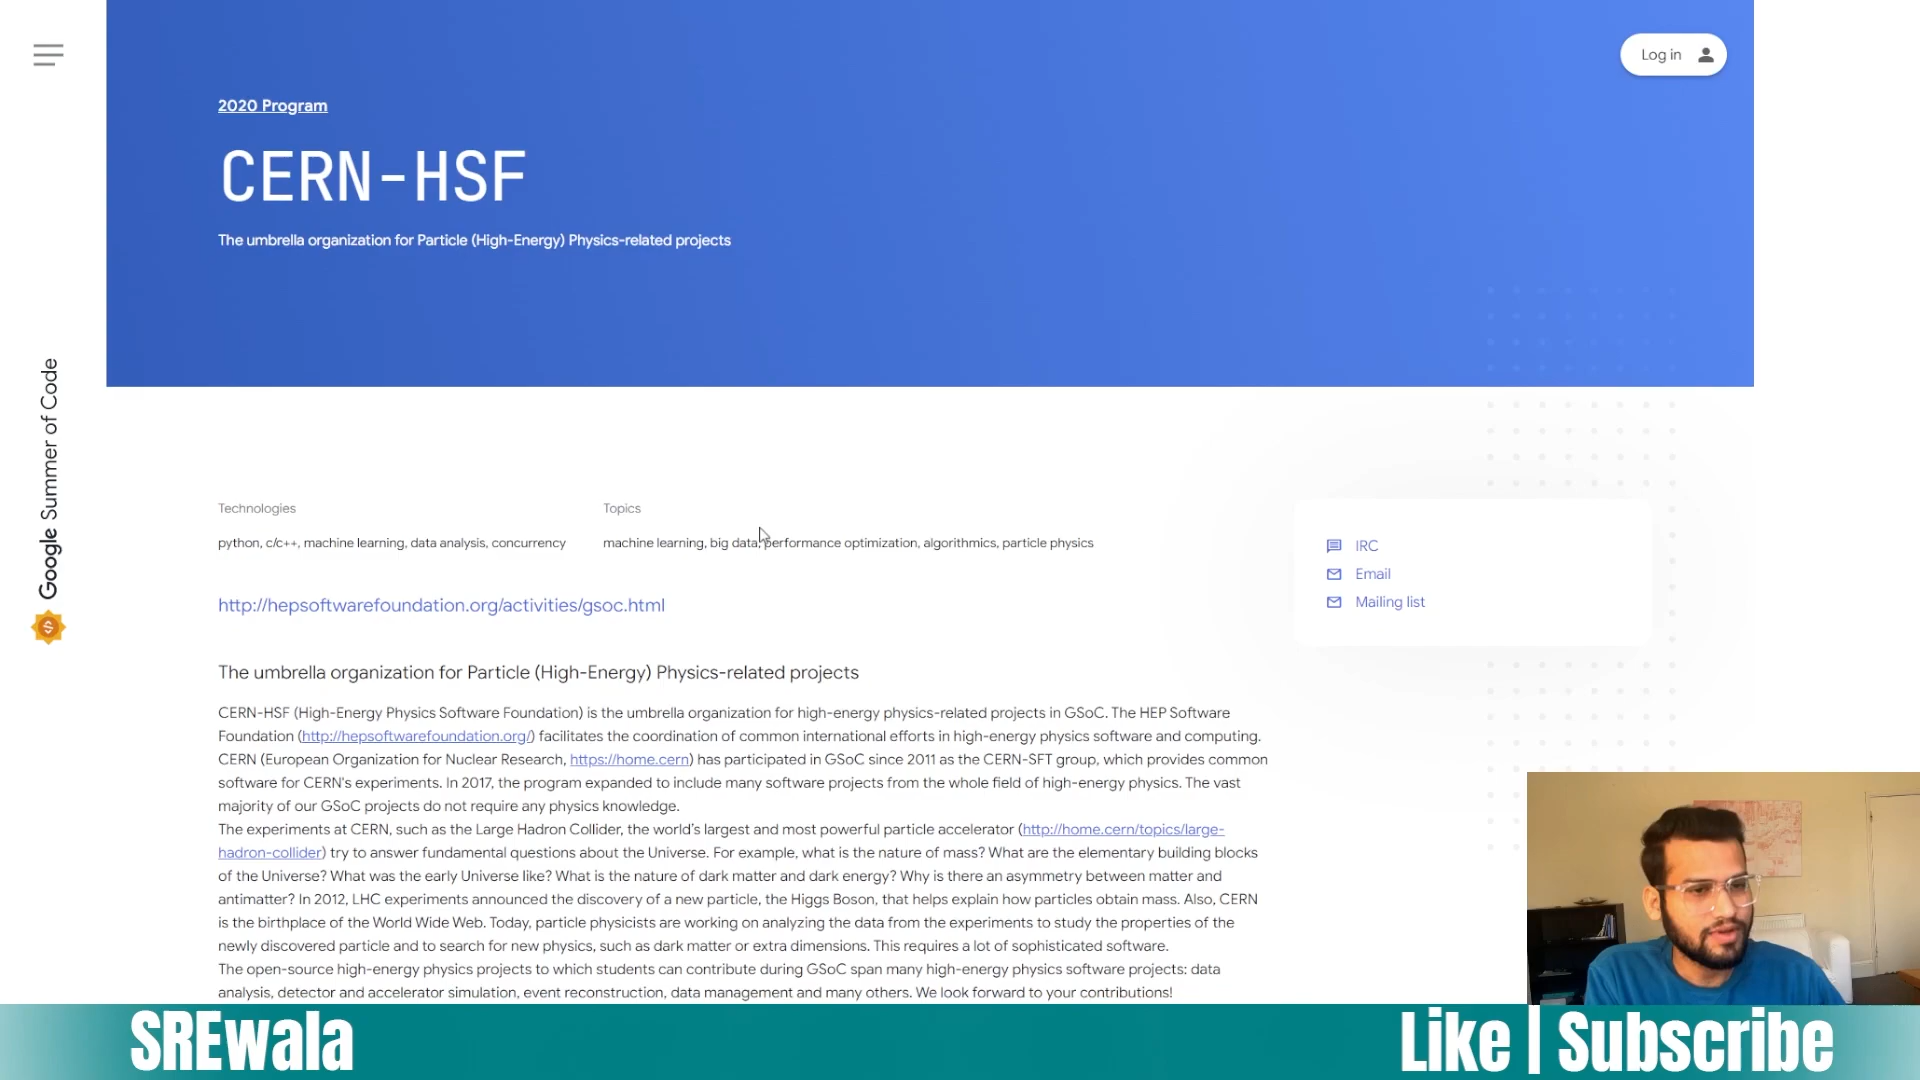 Log in
2020 Program
CERN-HSF
The umbrella organization for Particle (High-Energy) Physics-related projects
Google Summer of Code
Technologies
python, c/c++, machine learning, data analysis, concurrency
Topics
machine learning, big data, performance optimization, algorithmics, particle physics
IRC
Email
Mailing list
http://hepsoftwarefoundation.org/activities/gsoc.html
The umbrella organization for Particle (High-Energy) Physics-related projects
CERN-HSF (High-Energy Physics Software Foundation) is the umbrella organization for high-energy physics-related projects in GSoC. The HEP Software
Foundation (http://hepsoftwarefoundation.org/) facilitates the coordination of common international efforts in high-energy physics software and computing.
CERN (European Organization for Nuclear Research, https://home.cern) has participated in GSoC since 2011 as the CERN-SFT group, which provides common
software for CERN's experiments. In 2017, the program expanded to include many software projects from the whole field of high-energy physics. The vast
majority of our GSoC projects do not require any physics knowledge.
The experiments at CERN, such as the Large Hadron Collider, the world's largest and most powerful particle accelerator (http://home.cern/topics/large-
hadron-collider) try to answer fundamental questions about the Universe. For example, what is the nature of mass? What are the elementary building blocks
of the Universe? What was the early Universe like? What is the nature of dark matter and dark energy? Why is there an asymmetry between matter and
antimatter? In 2012, LHC experiments announced the discovery of a new particle, the Higgs Boson, that helps explain how particles obtain mass. Also, CERN
is the birthplace of the World Wide Web. Today, particle physicists are working on analyzing the data from the experiments to study the properties of the
newly discovered particle and to search for new physics, such as dark matter or extra dimensions. This requires a lot of sophisticated software.
The open-source high-energy physics projects to which students can contribute during GSoC span many high-energy physics software projects: data
analysis, detector and accelerator simulation, event reconstruction, data management and many others. We look forward to your contributions!
SREwala
Like | Subscribe